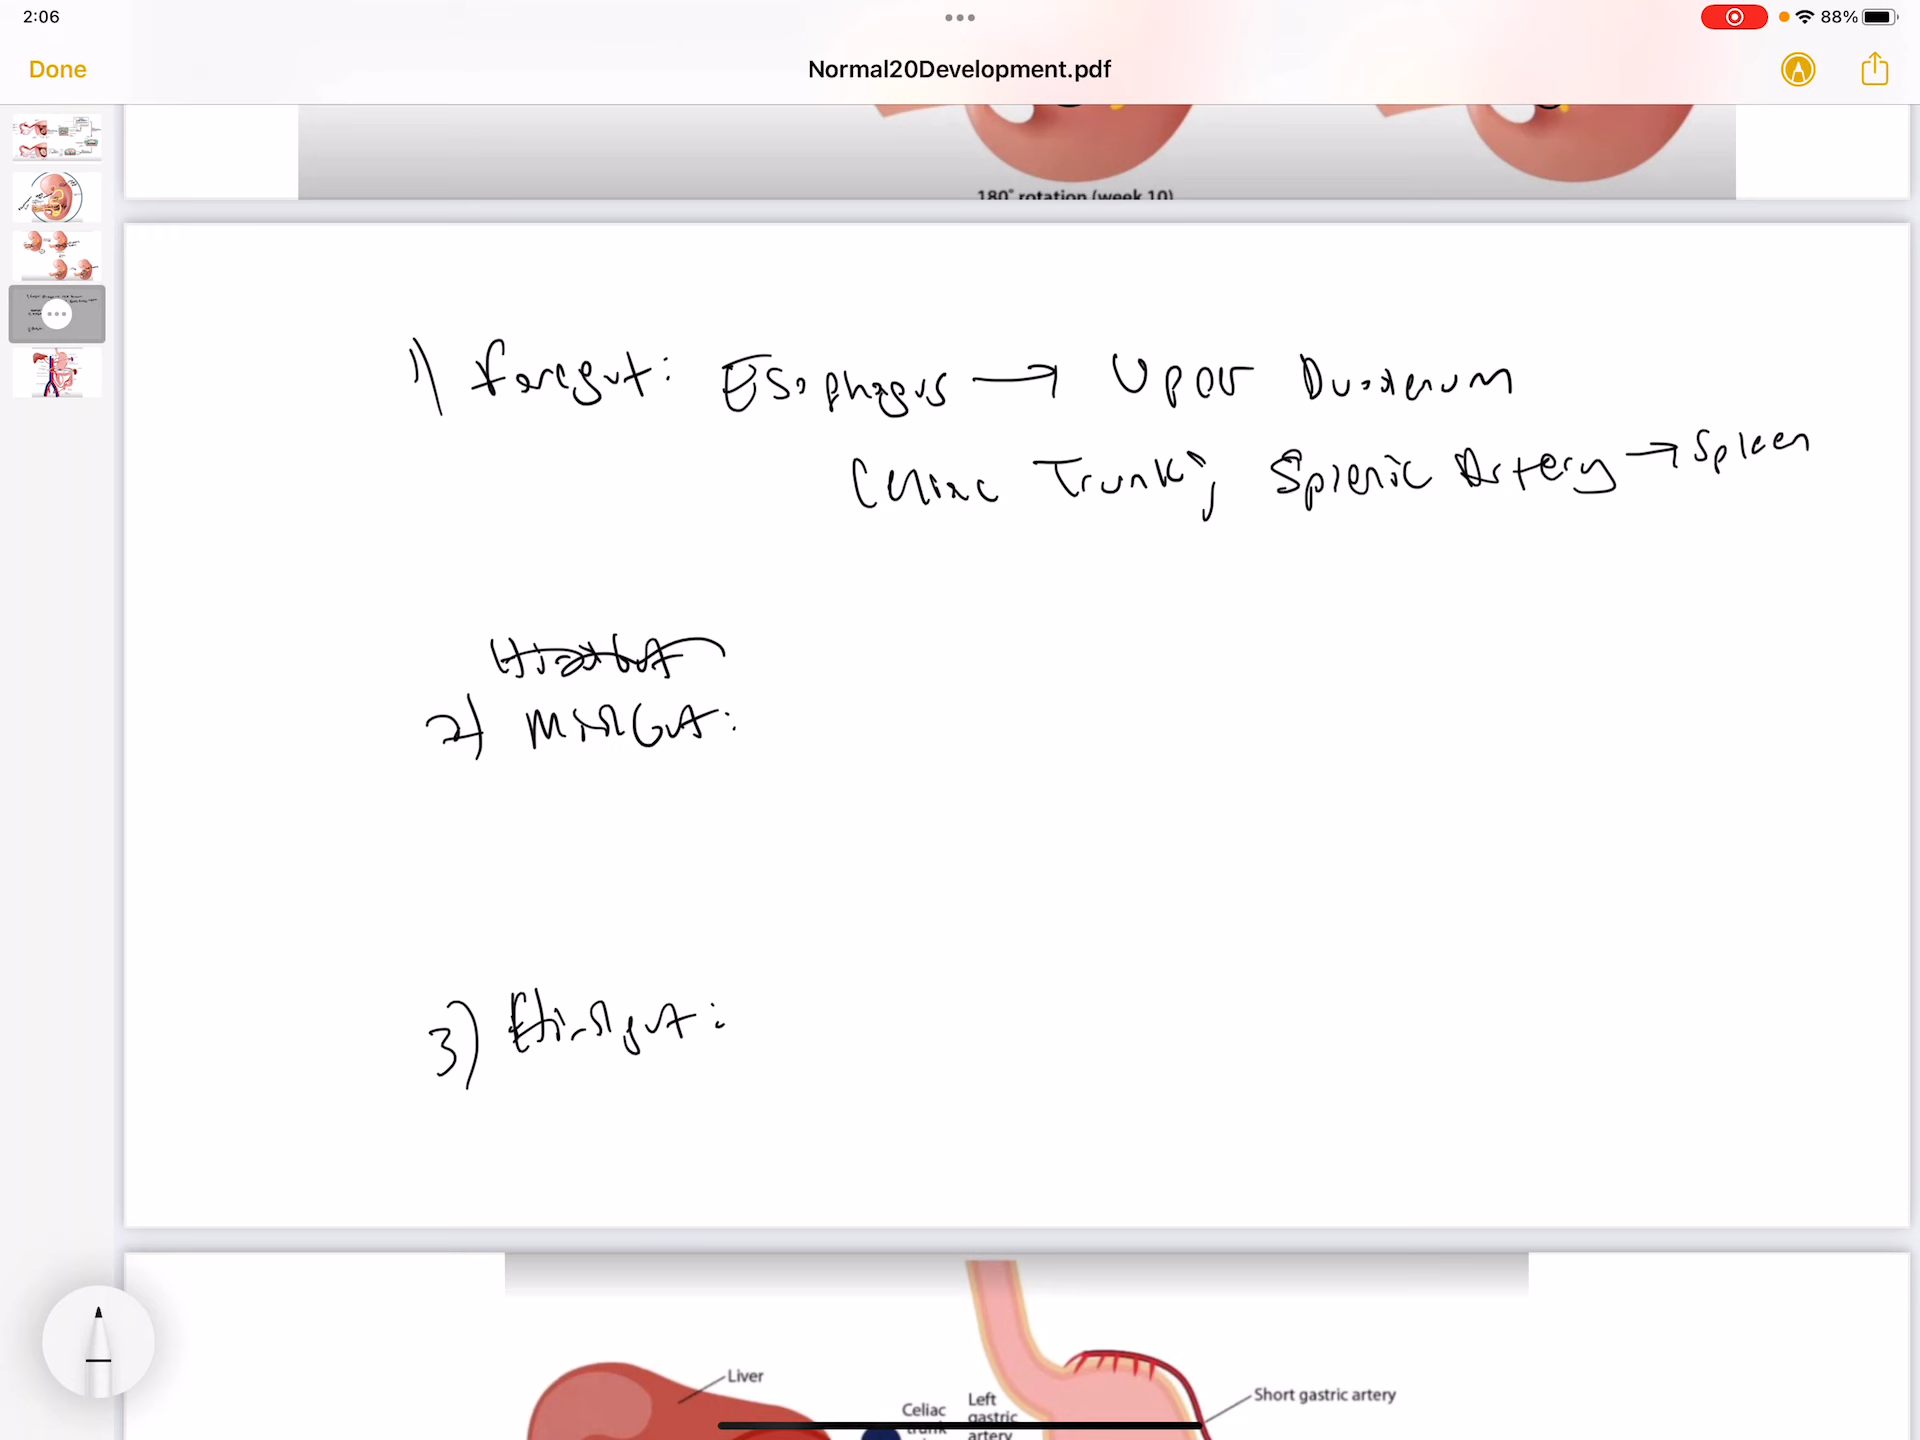 2:06
88%
Done
Normal20Development.pdf
180° rotation (week 10)
1) foregut: Esophagus → Upper Duodenum
Celiac Trunk; Splenic Artery → Spleen
2) MidGut:
3) Hindgut:
Liver
Celiac trunk
Left gastric artery
Short gastric artery